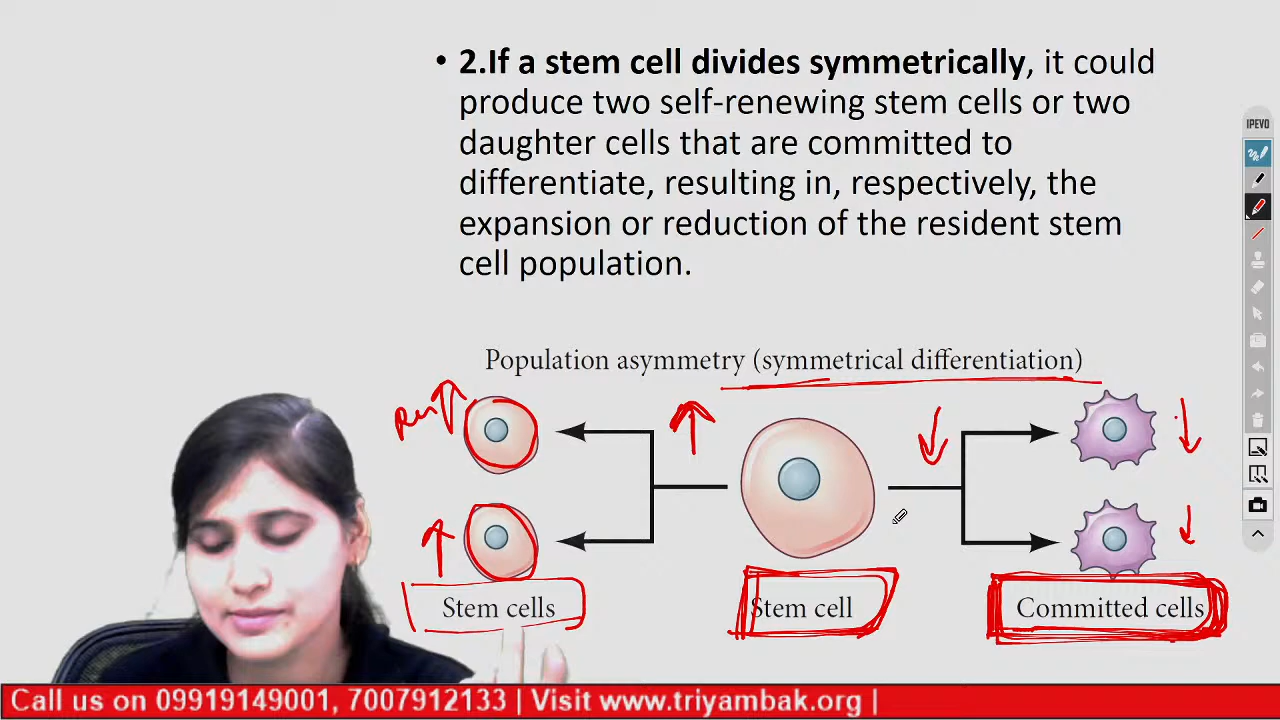 • 2.If a stem cell divides symmetrically, it could
produce two self-renewing stem cells or two
daughter cells that are committed to
differentiate, resulting in, respectively, the
expansion or reduction of the resident stem
cell population.
IPEVO
Population asymmetry (symmetrical differentiation)
Stem cells
Stem cell
Committed cells
Call us on 09919149001, 7007912133 | Visit www.triyambak.org |